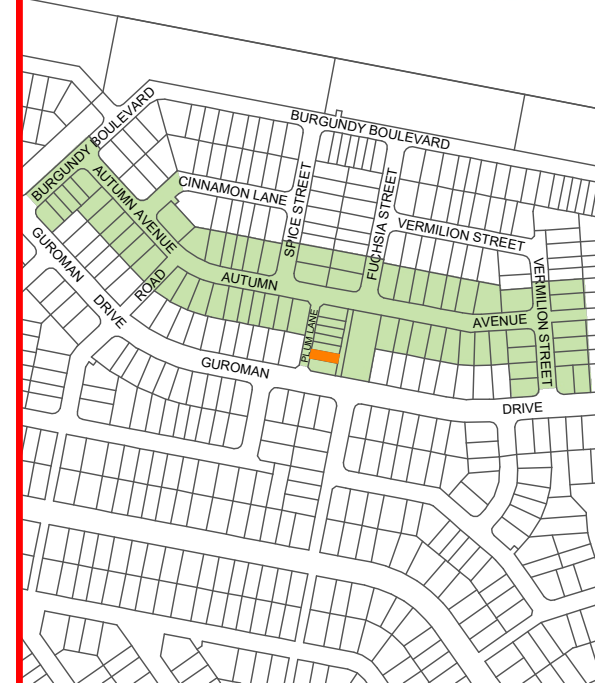 BURGUNDY BOULEVARD
BURGUNDY BOULEVARD
CINNAMON LANE
AUTUMN AVENUE
SPICE STREET
FUCHSIA STREET
VERMILION STREET
GUROMAN
DRIVE
ROAD
AUTUMN
AVENUE
VERMILION STREET
PLUM LANE
GUROMAN
DRIVE